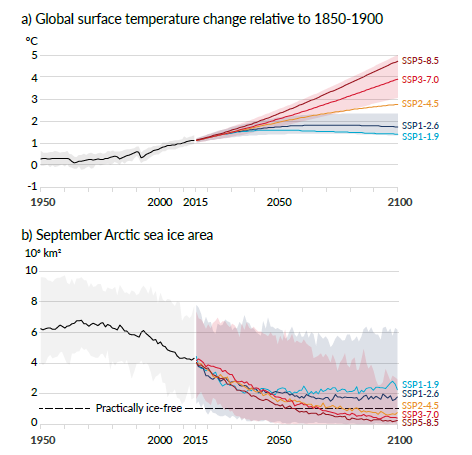 a) Global surface temperature change relative to 1850-1900
°C
5
SSP5-8.5
4
SSP3-7.0
3
SSP2-4.5
2
SSP1-2.6
SSP1-1.9
1
0
-1
1950 2000 2015 2050 2100
b) September Arctic sea ice area
10⁶ km²
10
8
6
4
SSP1-1.9
2
SSP1-2.6
SSP2-4.5
Practically ice-free
SSP3-7.0
SSP5-8.5
0
1950 2000 2015 2050 2100